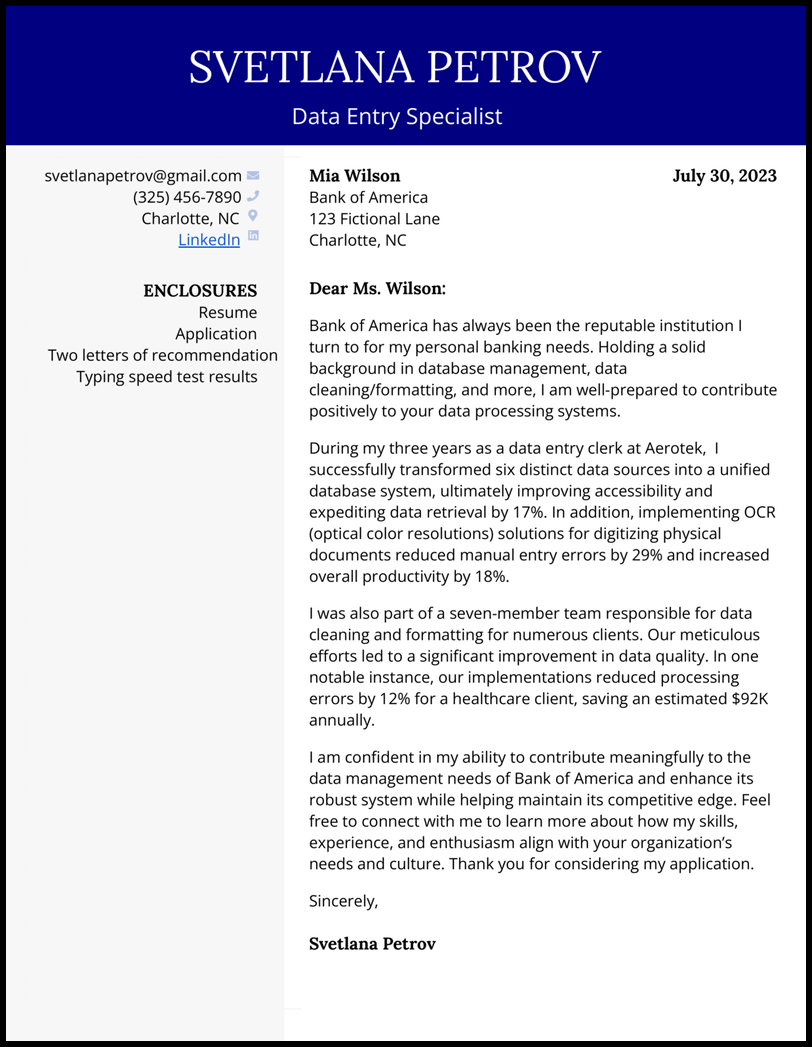 SVETLANA PETROV
Data Entry Specialist
svetlanapetrov@gmail.com
(325) 456-7890
Charlotte, NC
LinkedIn
ENCLOSURES
Resume
Application
Two letters of recommendation
Typing speed test results
Mia Wilson
July 30, 2023
Bank of America
123 Fictional Lane
Charlotte, NC
Dear Ms. Wilson:
Bank of America has always been the reputable institution I
turn to for my personal banking needs. Holding a solid
background in database management, data
cleaning/formatting, and more, I am well-prepared to contribute
positively to your data processing systems.
During my three years as a data entry clerk at Aerotek,  I
successfully transformed six distinct data sources into a unified
database system, ultimately improving accessibility and
expediting data retrieval by 17%. In addition, implementing OCR
(optical color resolutions) solutions for digitizing physical
documents reduced manual entry errors by 29% and increased
overall productivity by 18%.
I was also part of a seven-member team responsible for data
cleaning and formatting for numerous clients. Our meticulous
efforts led to a significant improvement in data quality. In one
notable instance, our implementations reduced processing
errors by 12% for a healthcare client, saving an estimated $92K
annually.
I am confident in my ability to contribute meaningfully to the
data management needs of Bank of America and enhance its
robust system while helping maintain its competitive edge. Feel
free to connect with me to learn more about how my skills,
experience, and enthusiasm align with your organization’s
needs and culture. Thank you for considering my application.
Sincerely,
Svetlana Petrov